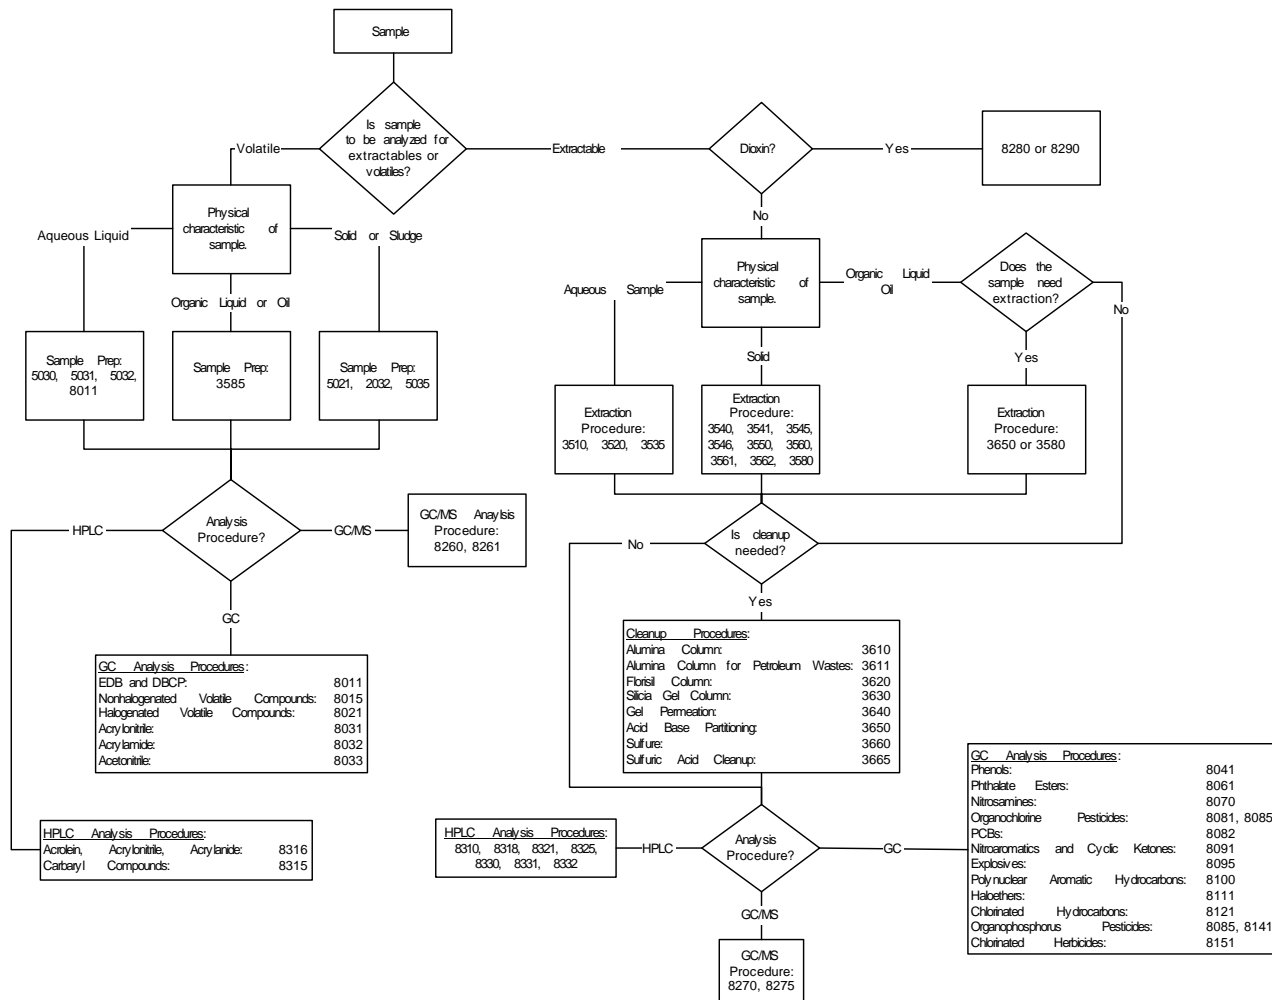 Sample
Is sample
to be analyzed for
extractables or
volatiles?
Volatile
Extractable
Dioxin?
Yes
8280 or 8290
No
Physical
characteristic of
sample.
Aqueous Liquid
Solid or Sludge
Organic Liquid or Oil
Sample Prep:
5030, 5031, 5032,
8011
Sample Prep:
3585
Sample Prep:
5021, 2032, 5035
Physical
characteristic of
sample.
Aqueous Sample
Organic Liquid
Oil
Does the
sample need
extraction?
No
Solid
Yes
Extraction
Procedure:
3510, 3520, 3535
Extraction
Procedure:
3540, 3541, 3545,
3546, 3550, 3560,
3561, 3562, 3580
Extraction
Procedure:
3650 or 3580
Analysis
Procedure?
HPLC
GC/MS
GC/MS Anaylsis
Procedure:
8260, 8261
GC
Is cleanup
needed?
No
Yes
GC Analysis Procedures:
EDB and DBCP: 8011
Nonhalogenated Volatile Compounds: 8015
Halogenated Volatile Compounds: 8021
Acrylonitrile: 8031
Acrylamide: 8032
Acetonitrile: 8033
Cleanup Procedures:
Alumina Column: 3610
Alumina Column for Petroleum Wastes: 3611
Florisil Column: 3620
Silicia Gel Column: 3630
Gel Permeation: 3640
Acid Base Partitioning: 3650
Sulfure: 3660
Sulfuric Acid Cleanup: 3665
HPLC Analysis Procedures:
Acrolein, Acrylonitrile, Acrylanide: 8316
Carbaryl Compounds: 8315
HPLC Analysis Procedures:
8310, 8318, 8321, 8325,
8330, 8331, 8332
HPLC
Analysis
Procedure?
GC
GC/MS
GC/MS
Procedure:
8270, 8275
GC Analysis Procedures:
Phenols: 8041
Phthalate Esters: 8061
Nitrosamines: 8070
Organochlorine Pesticides: 8081, 8085
PCBs: 8082
Nitroaromatics and Cyclic Ketones: 8091
Explosives: 8095
Polynuclear Aromatic Hydrocarbons: 8100
Haloethers: 8111
Chlorinated Hydrocarbons: 8121
Organophosphorus Pesticides: 8085, 8141
Chlorinated Herbicides: 8151